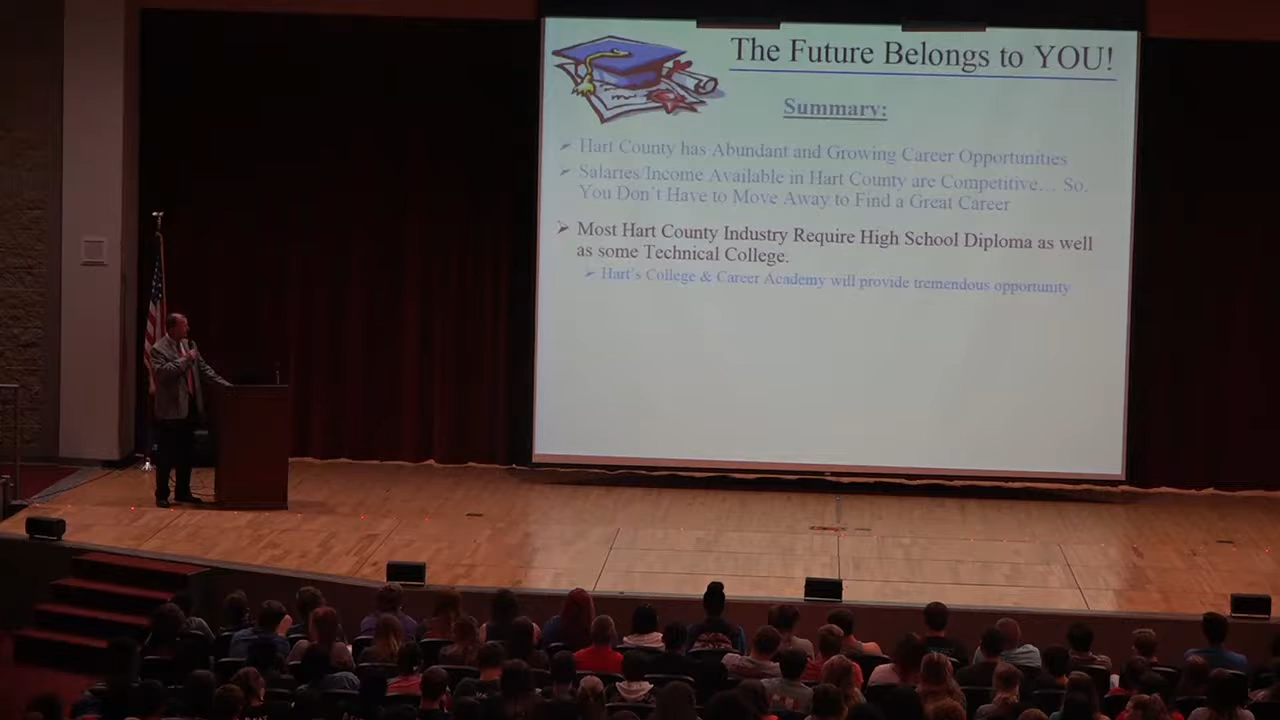 The Future Belongs to YOU!
Summary:
Hart County has Abundant and Growing Career Opportunities
Salaries/Income Available in Hart County are Competitive… So,
You Don't Have to Move Away to Find a Great Career
Most Hart County Industry Require High School Diploma as well
as some Technical College.
Hart's College & Career Academy will provide tremendous opportunity